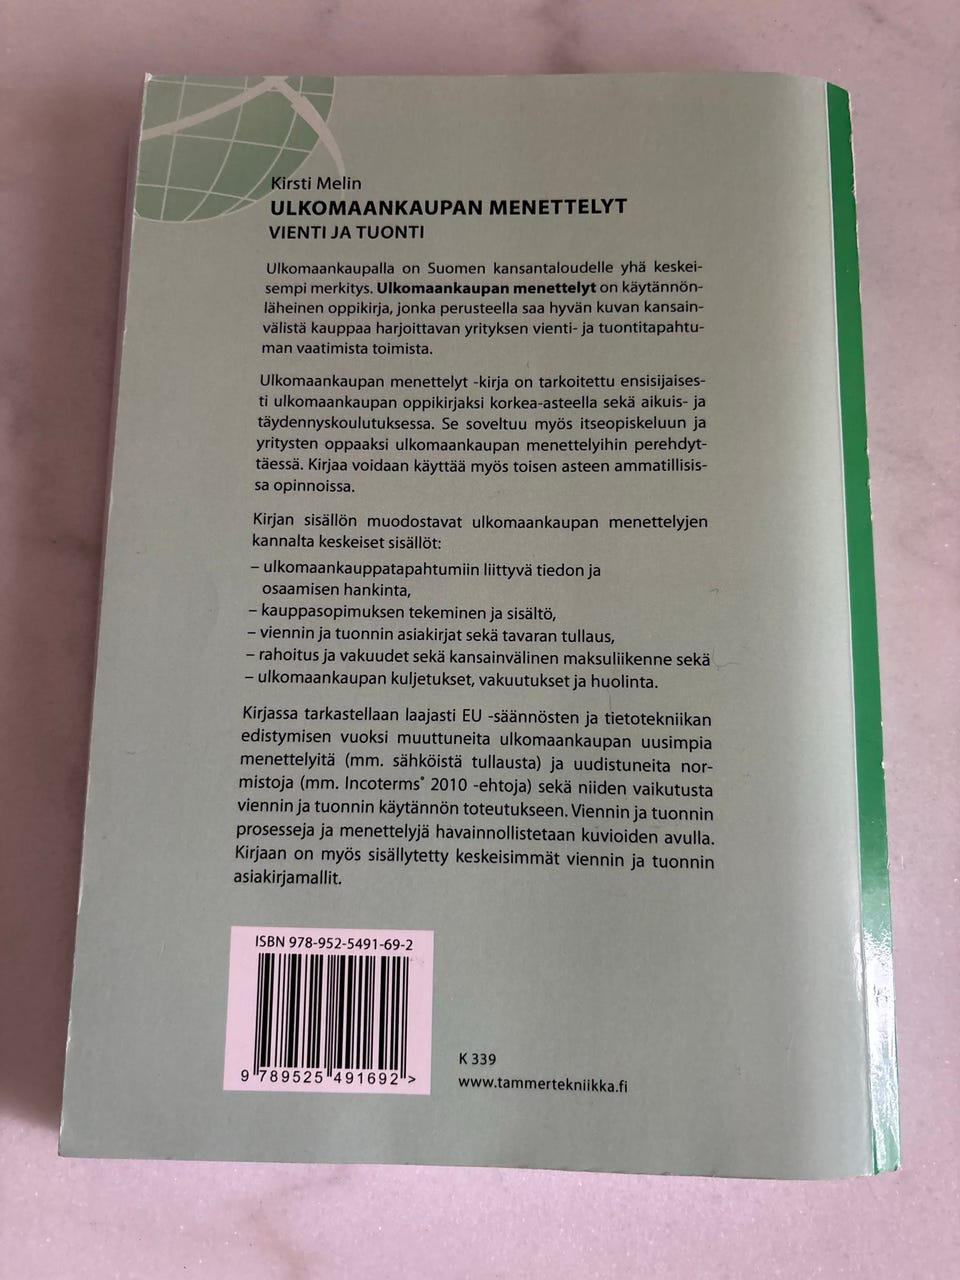 Kirsti Melin
ULKOMAANKAUPAN MENETTELYT
VIENTI JA TUONTI
Ulkomaankaupalla on Suomen kansantaloudelle yhä keskei-
sempi merkitys. Ulkomaankaupan menettelyt on käytännön-
läheinen oppikirja, jonka perusteella saa hyvän kuvan kansain-
välistä kauppaa harjoittavan yrityksen vienti- ja tuontitapahtu-
man vaatimista toimista.
Ulkomaankaupan menettelyt -kirja on tarkoitettu ensisijaises-
ti ulkomaankaupan oppikirjaksi korkea-asteella sekä aikuis- ja
täydennyskoulutuksessa. Se soveltuu myös itseopiskeluun ja
yritysten oppaaksi ulkomaankaupan menettelyihin perehdyt-
täessä. Kirjaa voidaan käyttää myös toisen asteen ammatillisis-
sa opinnoissa.
Kirjan sisällön muodostavat ulkomaankaupan menettelyjen
kannalta keskeiset sisällöt:
– ulkomaankauppatapahtumiin liittyvä tiedon ja
osaamisen hankinta,
– kauppasopimuksen tekeminen ja sisältö,
– viennin ja tuonnin asiakirjat sekä tavaran tullaus,
– rahoitus ja vakuudet sekä kansainvälinen maksuliikenne sekä
– ulkomaankaupan kuljetukset, vakuutukset ja huolinta.
Kirjassa tarkastellaan laajasti EU -säännösten ja tietotekniikan
edistymisen vuoksi muuttuneita ulkomaankaupan uusimpia
menettelyitä (mm. sähköistä tullausta) ja uudistuneita nor-
mistoja (mm. Incoterms® 2010 -ehtoja) sekä niiden vaikutusta
viennin ja tuonnin käytännön toteutukseen. Viennin ja tuonnin
prosesseja ja menettelyjä havainnollistetaan kuvioiden avulla.
Kirjaan on myös sisällytetty keskeisimmät viennin ja tuonnin
asiakirjamallit.
ISBN 978-952-5491-69-2
9 789525 491692 >
K 339
www.tammertekniikka.fi